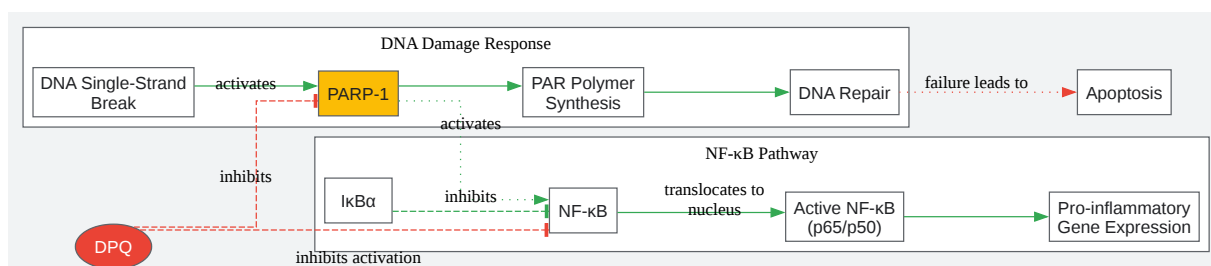 DNA Damage Response
DNA Single-Strand
Break
activates
PARP-1
PAR Polymer
Synthesis
DNA Repair
failure leads to
Apoptosis
activates
NF-κB Pathway
inhibits
IκBα
inhibits
NF-κB
translocates to
nucleus
Active NF-κB
(p65/p50)
Pro-inflammatory
Gene Expression
DPQ
inhibits activation